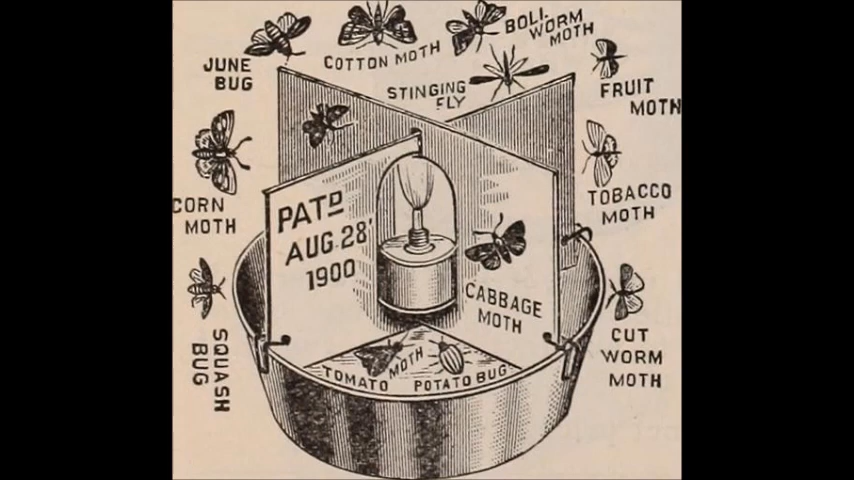 JUNE
BUG
COTTON MOTH
BOLL
WORM
MOTH
STINGING
FLY
FRUIT
MOTH
CORN
MOTH
TOBACCO
MOTH
PATD
AUG. 28
1900
CABBAGE
MOTH
SQUASH
BUG
CUT
WORM
MOTH
TOMATO MOTH
POTATO BUG